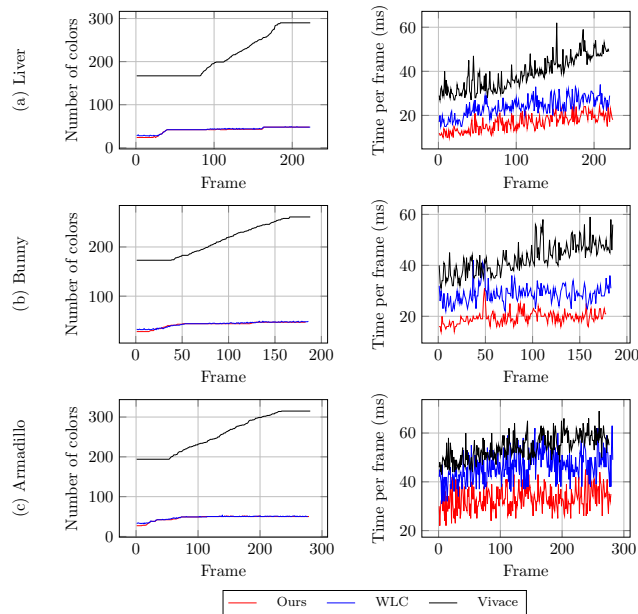 (a) Liver
Number of colors
300
200
100
0
0
100
200
Frame
Time per frame (ms)
60
40
20
0
100
200
Frame
(b) Bunny
Number of colors
200
100
0
50
100
150
200
Frame
Time per frame (ms)
60
40
20
0
50
100
150
200
Frame
(c) Armadillo
Number of colors
300
200
100
0
0
100
200
300
Frame
Time per frame (ms)
60
40
20
0
100
200
300
Frame
Ours
WLC
Vivace